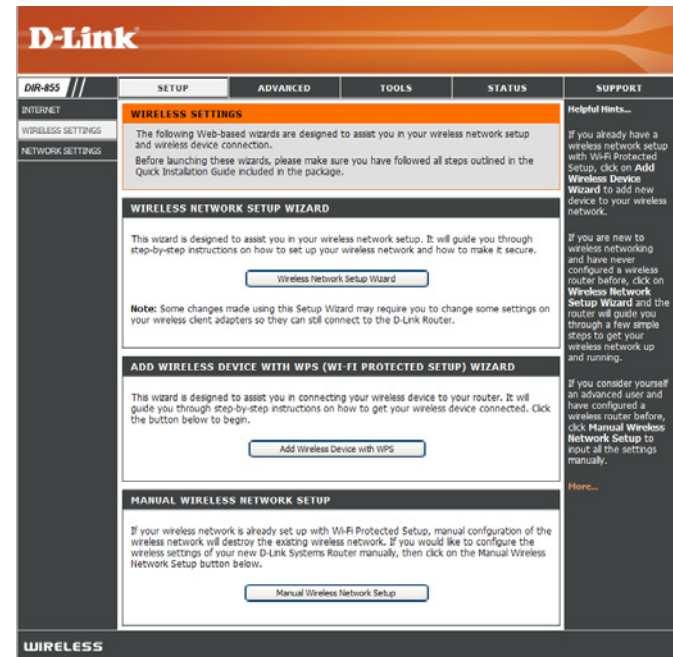 D-Link
DIR-855
SETUP
ADVANCED
TOOLS
STATUS
SUPPORT
INTERNET
WIRELESS SETTINGS
NETWORK SETTINGS
WIRELESS SETTINGS
The following Web-based wizards are designed to assist you in your wireless network setup
and wireless device connection.
Before launching these wizards, please make sure you have followed all steps outlined in the
Quick Installation Guide included in the package.
WIRELESS NETWORK SETUP WIZARD
This wizard is designed to assist you in your wireless network setup. It will guide you through
step-by-step instructions on how to set up your wireless network and how to make it secure.
Wireless Network Setup Wizard
Note: Some changes made using this Setup Wizard may require you to change some settings on
your wireless client adapters so they can still connect to the D-Link Router.
ADD WIRELESS DEVICE WITH WPS (WI-FI PROTECTED SETUP) WIZARD
This wizard is designed to assist you in connecting your wireless device to your router. It will
guide you through step-by-step instructions on how to get your wireless device connected. Click
the button below to begin.
Add Wireless Device with WPS
MANUAL WIRELESS NETWORK SETUP
If your wireless network is already set up with Wi-Fi Protected Setup, manual configuration of the
wireless network will destroy the existing wireless network. If you would like to configure the
wireless settings of your new D-Link Systems Router manually, then click on the Manual Wireless
Network Setup button below.
Manual Wireless Network Setup
Helpful Hints...
If you already have a
wireless network setup
with Wi-Fi Protected
Setup, click on Add
Wireless Device
Wizard to add new
device to your wireless
network.
If you are new to
wireless networking
and have never
configured a wireless
router before, click on
Wireless Network
Setup Wizard and the
router will guide you
through a few simple
steps to get your
wireless network up
and running.
If you consider yourself
an advanced user and
have configured a
wireless router before,
click Manual Wireless
Network Setup to
input all the settings
manually.
More...
WIRELESS